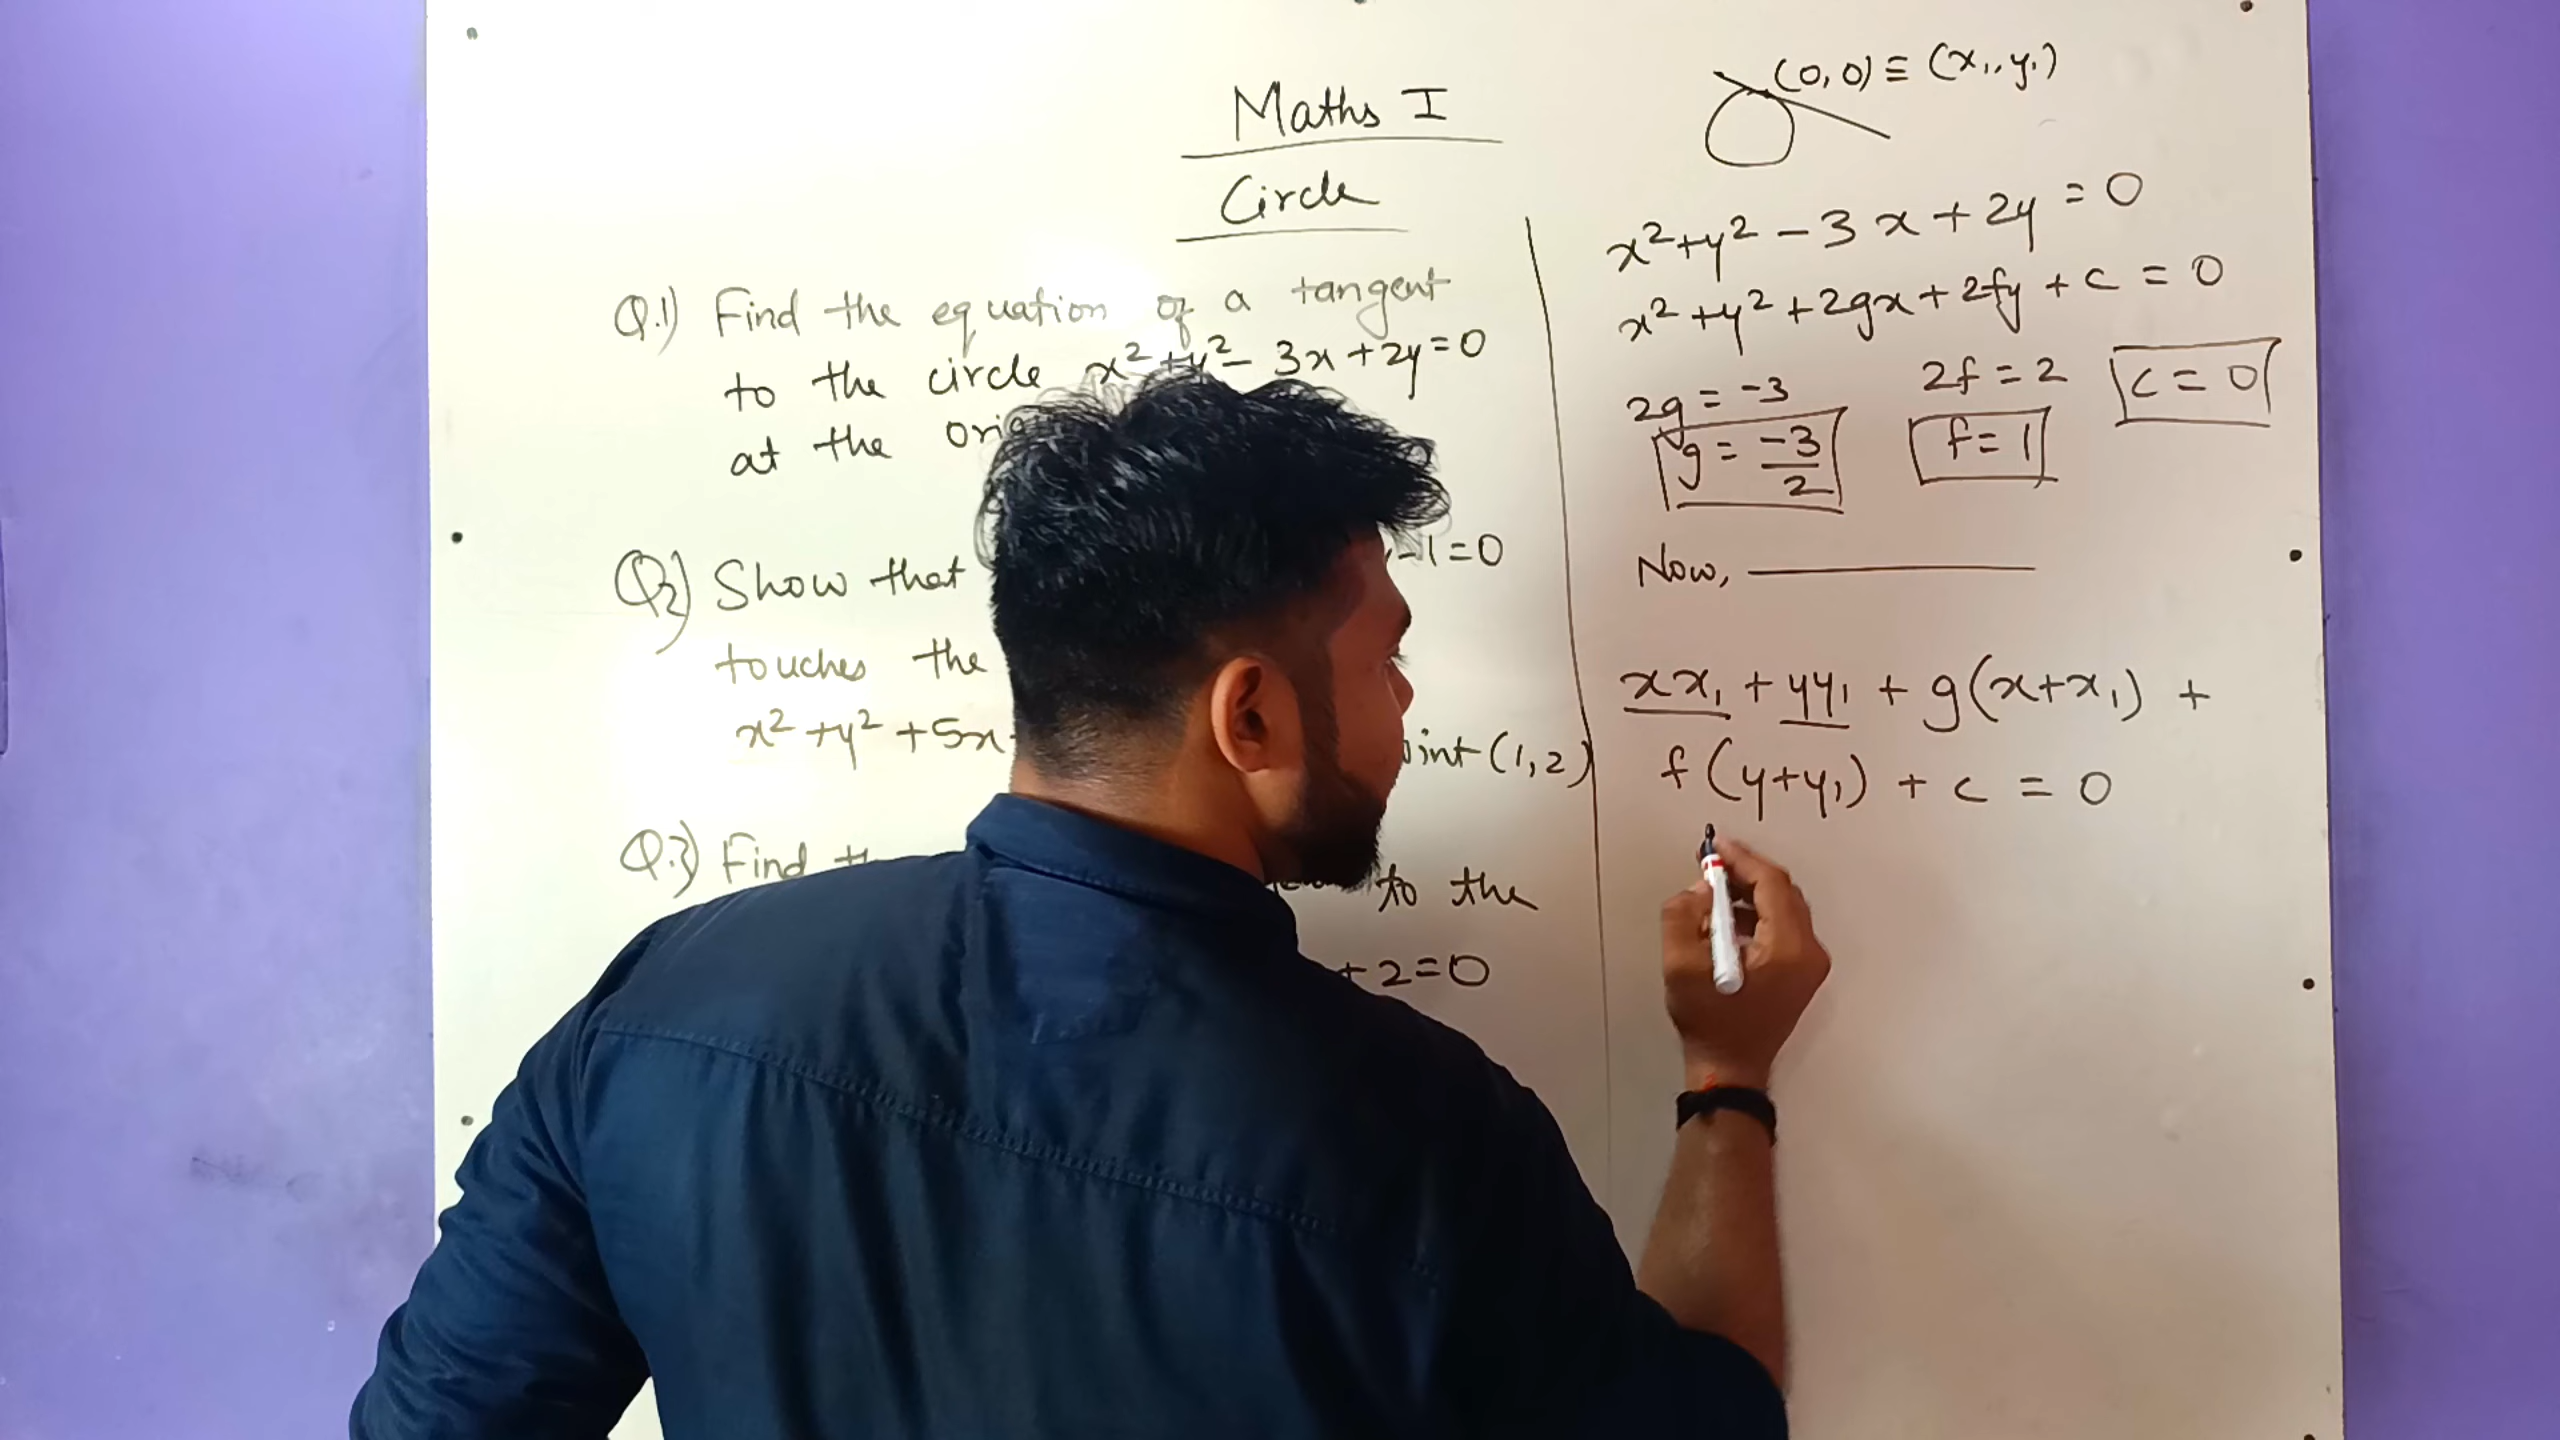 Maths I
Circle
Q.1) Find the equation of a tangent
to the circle x² + y² - 3x + 2y = 0
at the
Q2) Show that -1=0
touches the
x² + y² + 5x (1,2)
Q.3) Find to the
+ 2 = 0
(0,0) ≡ (x₁, y₁)
x² + y² - 3x + 2y = 0
x² + y² + 2gx + 2fy + c = 0
2g = -3 2f = 2 c = 0
g = -3/2 f = 1
Now,
xx₁ + yy₁ + g(x+x₁) +
f(y+y₁) + c = 0